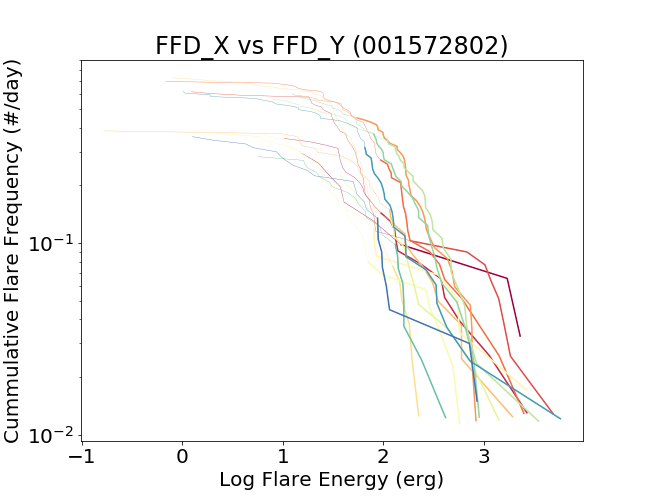 FFD_X vs FFD_Y (001572802)
Cummulative Flare Frequency (#/day)
10⁻¹
10⁻²
−1 0 1 2 3
Log Flare Energy (erg)